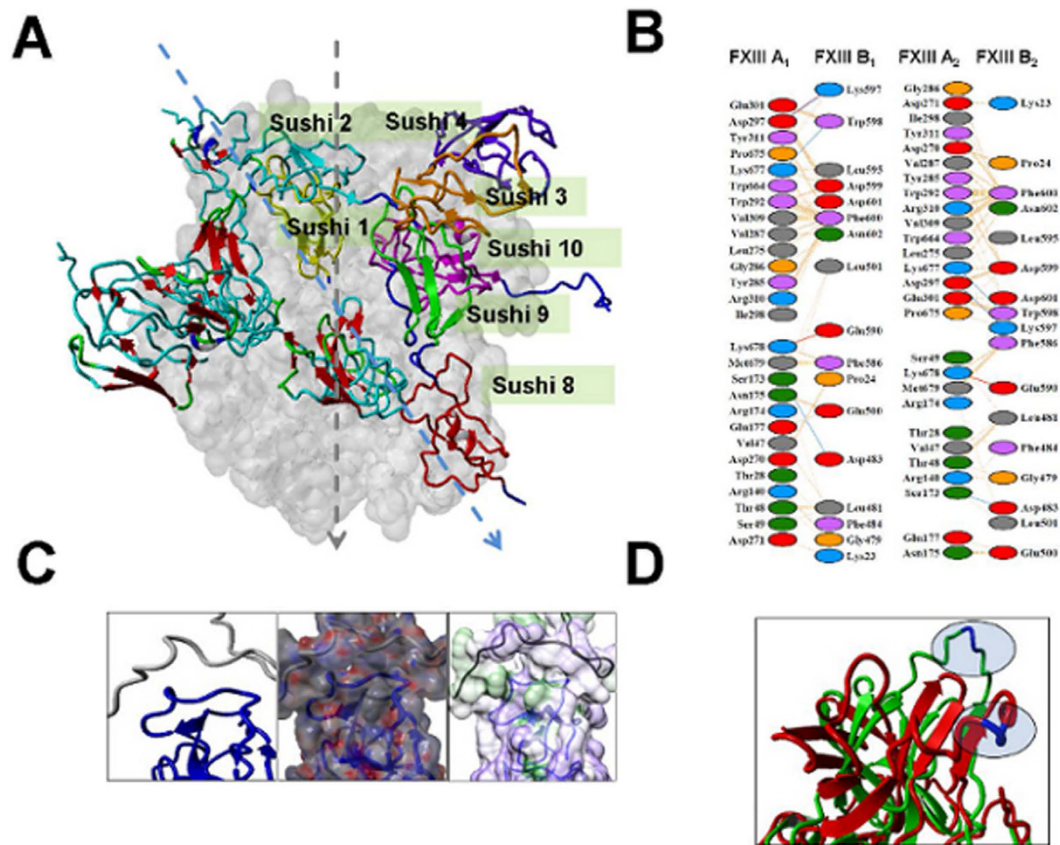 A
Sushi 2
Sushi 4
Sushi 3
Sushi 1
Sushi 10
Sushi 9
Sushi 8
B
FXIII A1
FXIII B1
FXIII A2
FXIII B2
Glu301
Asp297
Tyr311
Pro675
Lys677
Trp664
Trp292
Val309
Val287
Leu275
Gly286
Tyr285
Arg310
Ile298
Lys678
Met679
Ser173
Asn175
Arg174
Glu177
Val47
Asp270
Thr28
Arg140
Thr48
Ser49
Asp271
Lys597
Trp598
Leu595
Asp599
Asp601
Phe600
Asn602
Leu501
Glu590
Phe586
Pro24
Glu500
Asp483
Leu481
Phe484
Gly479
Lys23
Gly286
Asp271
Ile298
Tyr311
Asp270
Val287
Tyr285
Trp292
Arg310
Val309
Trp664
Leu275
Lys677
Asp297
Glu301
Pro675
Ser49
Lys678
Met679
Arg174
Thr28
Val47
Thr48
Arg140
Ser173
Glu177
Asn175
Lys23
Pro24
Phe600
Asn602
Leu595
Asp599
Asp601
Trp598
Lys597
Phe586
Glu590
Leu481
Phe484
Gly479
Asp483
Leu501
Glu500
C
D